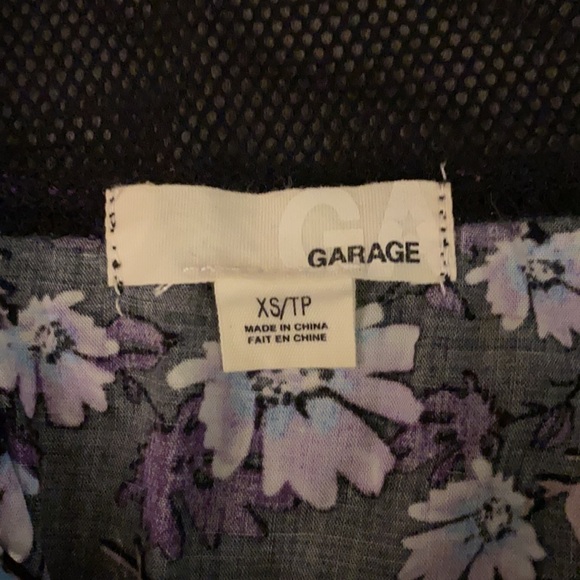 GA
GARAGE
XS/TP
MADE IN CHINA
FAIT EN CHINE